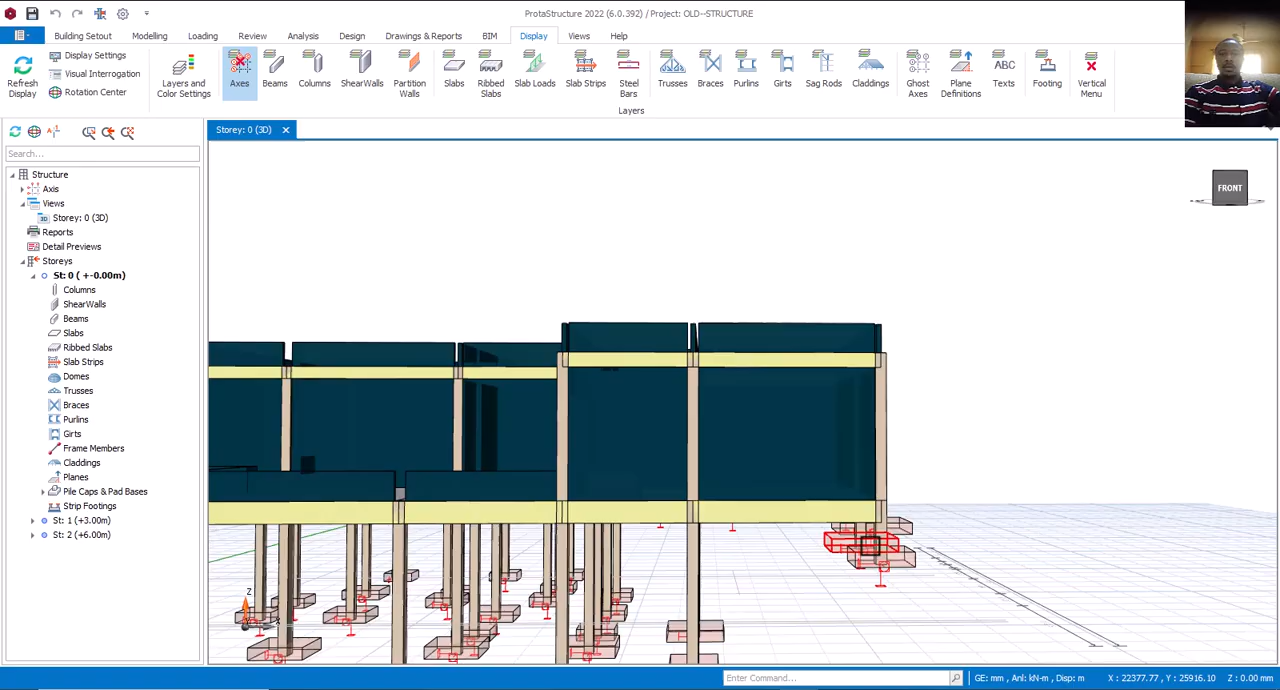 ProtaStructure 2022 (6.0.392) / Project: OLD--STRUCTURE
Building Setout Modelling Loading Review Analysis Design Drawings & Reports BIM Display Views Help
Refresh Display
Display Settings
Visual Interrogation
Rotation Center
Layers and Color Settings
Axes
Beams
Columns
ShearWalls
Partition Walls
Slabs
Ribbed Slabs
Slab Loads
Slab Strips
Steel Bars
Trusses
Braces
Purlins
Girts
Sag Rods
Claddings
Ghost Axes
Plane Definitions
ABC
Texts
Footing
Vertical Menu
Layers
Storey: 0 (3D)
Search...
Structure
Axis
Views
3D Storey: 0 (3D)
Reports
Detail Previews
Storeys
St: 0 ( +-0.00m)
Columns
ShearWalls
Beams
Slabs
Ribbed Slabs
Slab Strips
Domes
Trusses
Braces
Purlins
Girts
Frame Members
Claddings
Planes
Pile Caps & Pad Bases
Strip Footings
St: 1 (+3.00m)
St: 2 (+6.00m)
FRONT
Z
Enter Command...
GE: mm , Anl: kN-m , Disp: m
X : 22377.77 , Y: 25916.10 Z : 0.00 mm